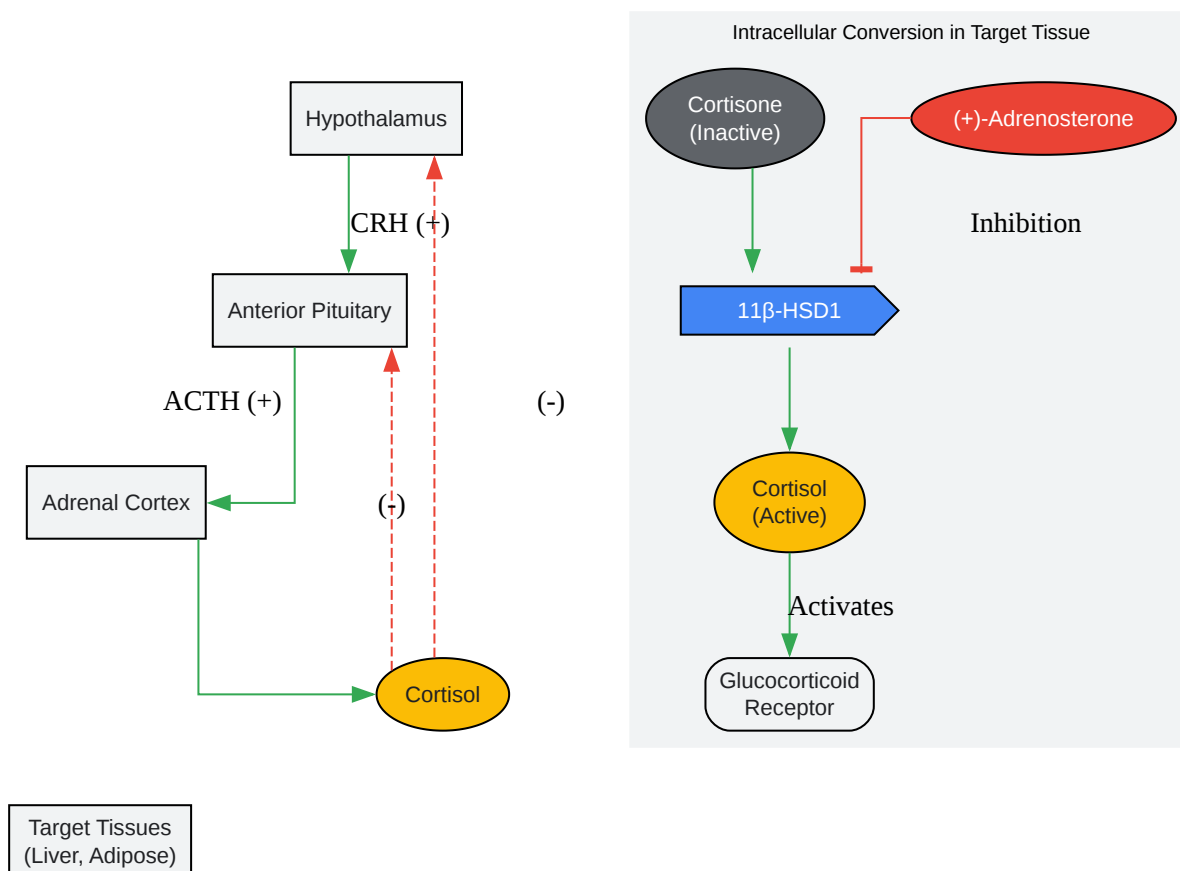 Hypothalamus
CRH (+)
Anterior Pituitary
ACTH (+)
(-)
Adrenal Cortex
(-)
Cortisol
Target Tissues
(Liver, Adipose)
Intracellular Conversion in Target Tissue
Cortisone
(Inactive)
(+)-Adrenosterone
Inhibition
11β-HSD1
Cortisol
(Active)
Activates
Glucocorticoid
Receptor